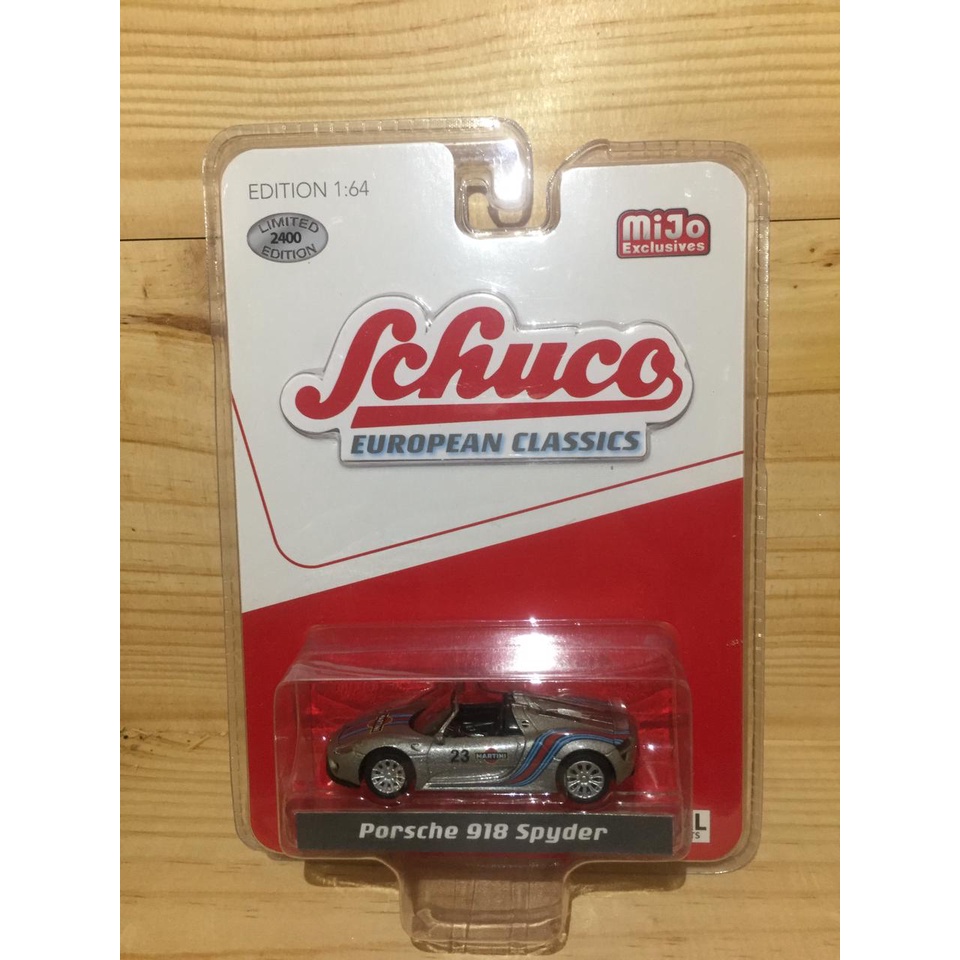 EDITION 1:64
LIMITED
2400
EDITION
MiJo
Exclusives
Schuco
EUROPEAN CLASSICS
23
MARTINI
Porsche 918 Spyder